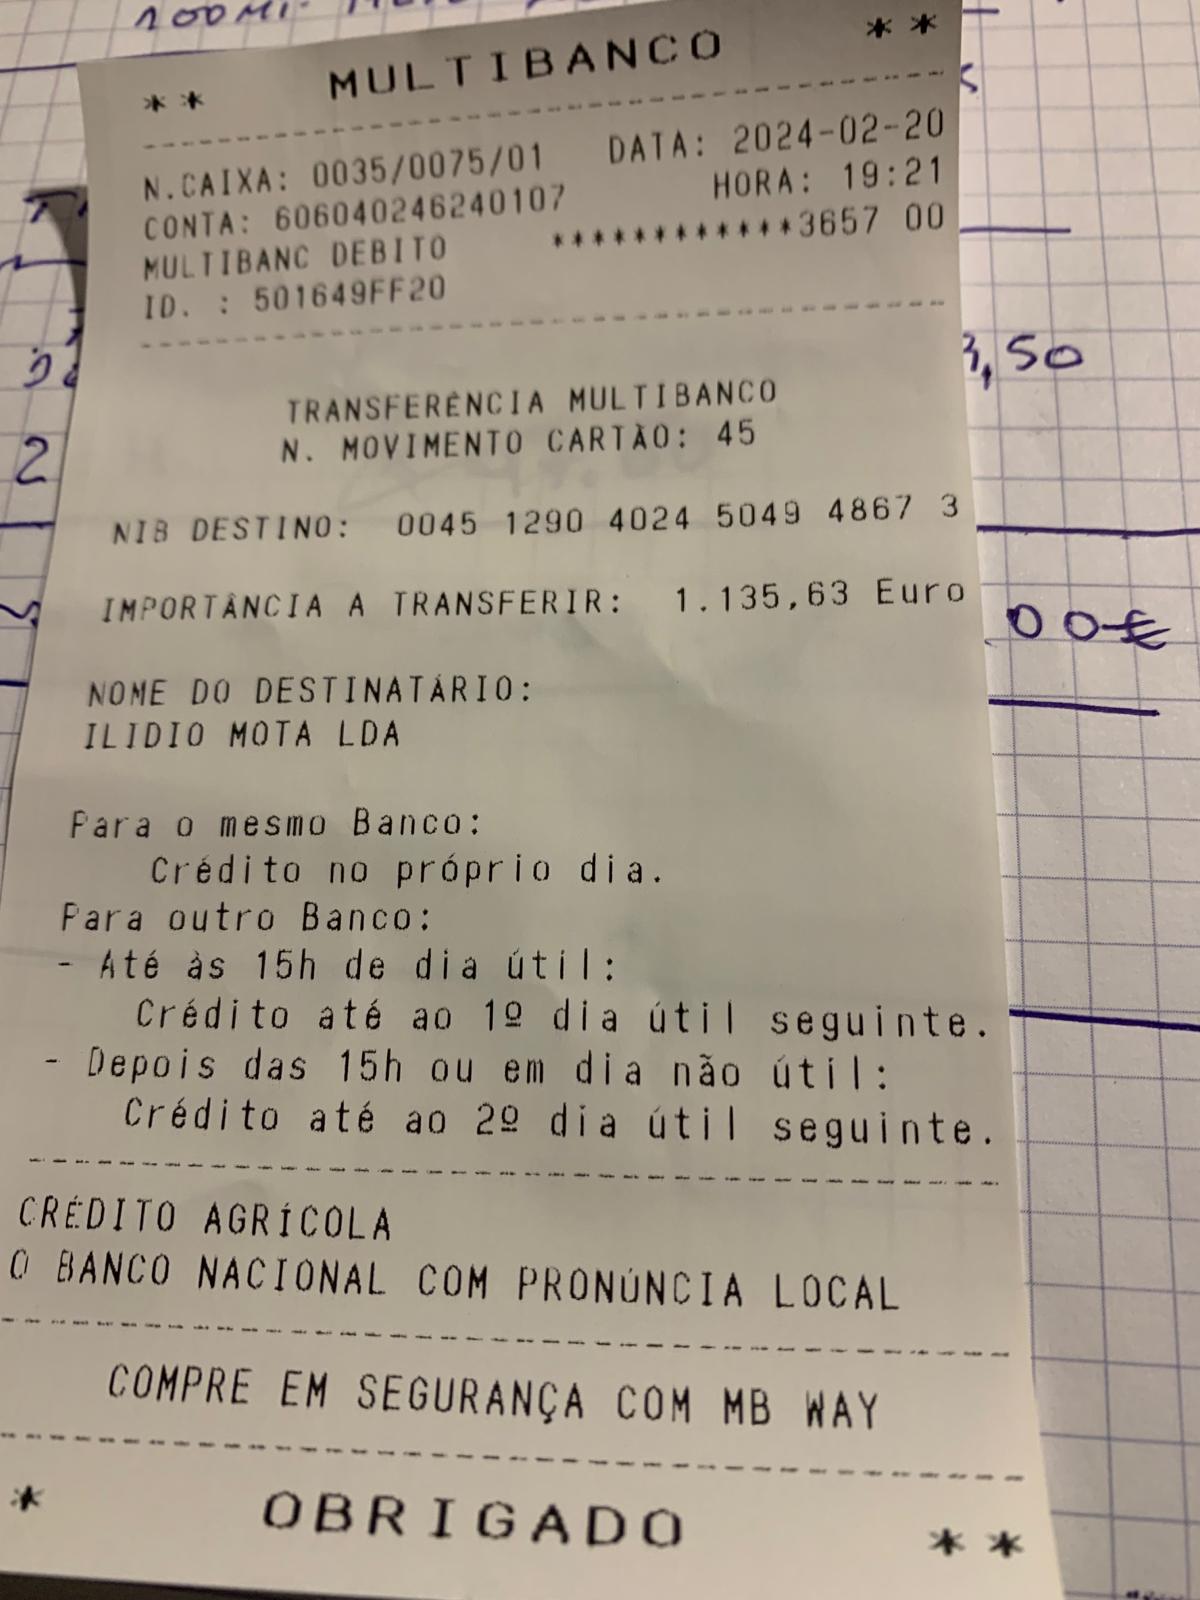 100Ml.
** MULTIBANCO **
N.CAIXA: 0035/0075/01 DATA: 2024-02-20
CONTA: 606040246240107 HORA: 19:21
MULTIBANC DEBITO ************3657 00
ID. : 501649FF20
3,50
TRANSFERÊNCIA MULTIBANCO
N. MOVIMENTO CARTÃO: 45
2
NIB DESTINO: 0045 1290 4024 5049 4867 3
IMPORTÂNCIA A TRANSFERIR: 1.135,63 Euro
00€
NOME DO DESTINATÁRIO:
ILIDIO MOTA LDA
Para o mesmo Banco:
Crédito no próprio dia.
Para outro Banco:
- Até às 15h de dia útil:
Crédito até ao 1º dia útil seguinte.
- Depois das 15h ou em dia não útil:
Crédito até ao 2º dia útil seguinte.
CRÉDITO AGRÍCOLA
O BANCO NACIONAL COM PRONÚNCIA LOCAL
COMPRE EM SEGURANÇA COM MB WAY
* OBRIGADO **